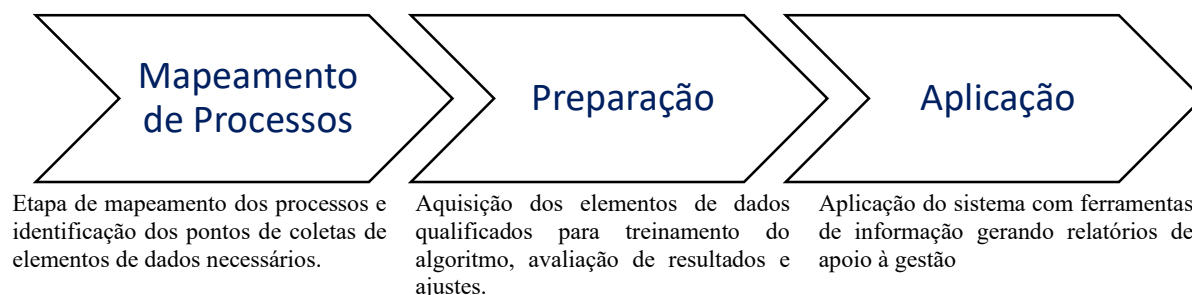 Mapeamento
de Processos
Preparação
Aplicação
Etapa de mapeamento dos processos e
identificação dos pontos de coletas de
elementos de dados necessários.
Aquisição dos elementos de dados
qualificados para treinamento do
algoritmo, avaliação de resultados e
ajustes.
Aplicação do sistema com ferramentas
de informação gerando relatórios de
apoio à gestão